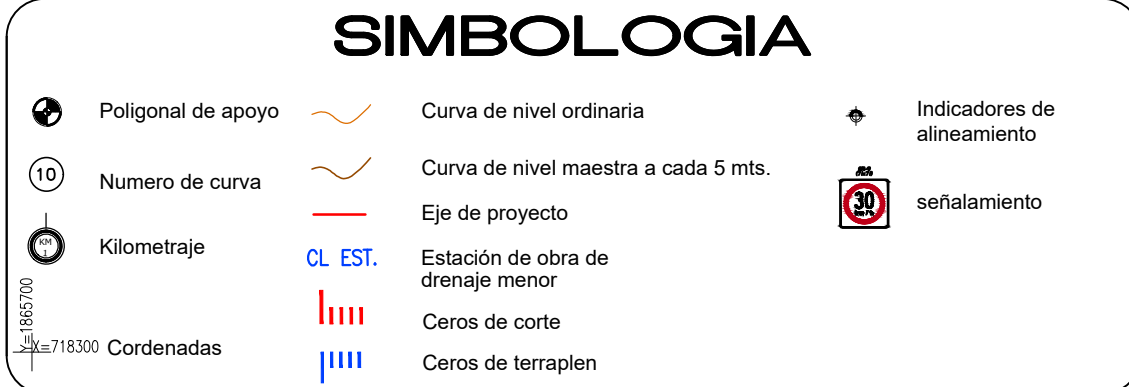 SIMBOLOGIA
Poligonal de apoyo
10
Numero de curva
KM
1
Kilometraje
Y=1865700
X=718300
Cordenadas
Curva de nivel ordinaria
Curva de nivel maestra a cada 5 mts.
Eje de proyecto
CL EST.
Estación de obra de
drenaje menor
Ceros de corte
Ceros de terraplen
Indicadores de
alineamiento
30
km/h
señalamiento